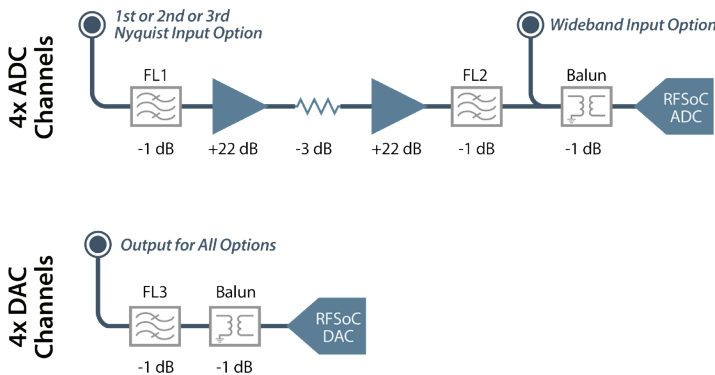 4x ADC
Channels
1st or 2nd or 3rd
Nyquist Input Option
Wideband Input Option
FL1
FL2
Balun
RFSoC
ADC
-1 dB
+22 dB
-3 dB
+22 dB
-1 dB
-1 dB
4x DAC
Channels
Output for All Options
FL3
Balun
RFSoC
DAC
-1 dB
-1 dB